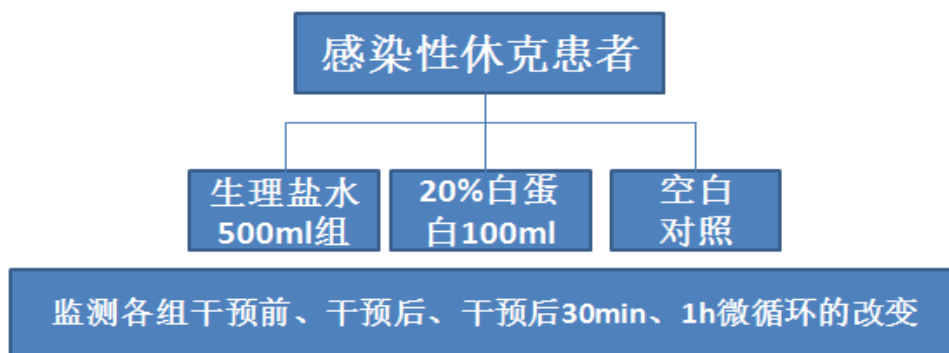 感染性休克患者
生理盐水
500ml组
20%白蛋
白100ml
空白
对照
监测各组干预前、干预后、干预后30min、1h微循环的改变